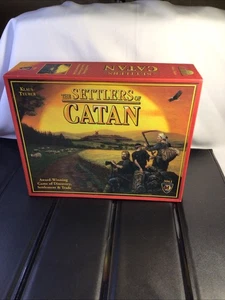 KLAUS
TEUBER
THE SETTLERS OF
CATAN
Award Winning
Game of Discovery,
Settlement & Trade